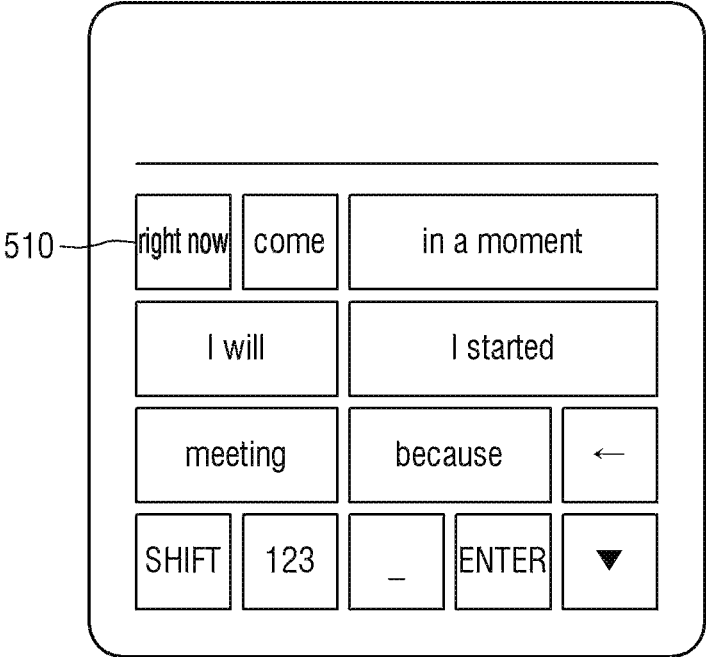 right now come in a moment
510
I will I started
meeting because ←
SHIFT 123 _ ENTER ▼